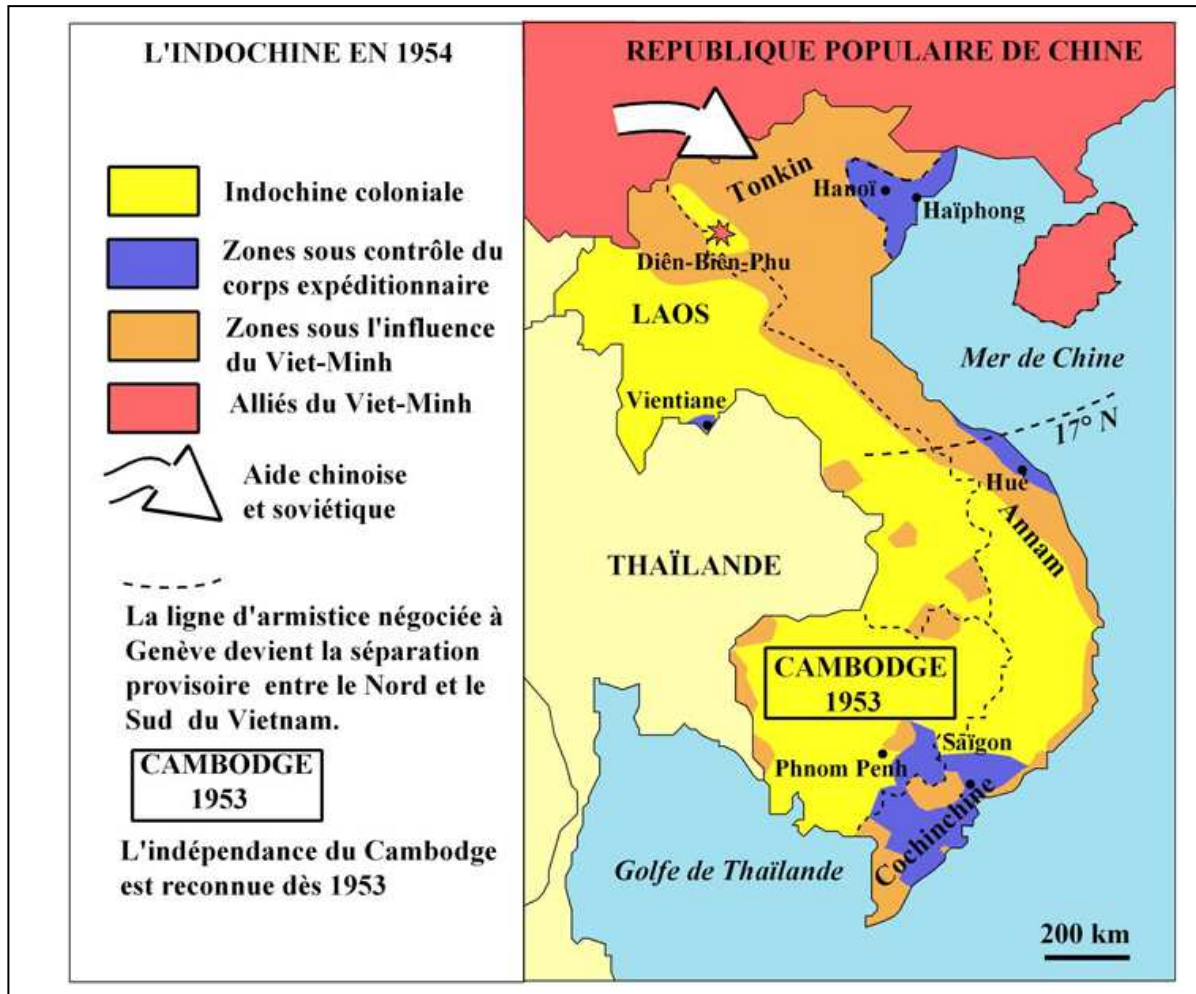 L'INDOCHINE EN 1954
Indochine coloniale
Zones sous contrôle du
corps expéditionnaire
Zones sous l'influence
du Viet-Minh
Alliés du Viet-Minh
Aide chinoise
et soviétique
La ligne d'armistice négociée à
Genève devient la séparation
provisoire entre le Nord et le
Sud du Vietnam.
CAMBODGE
1953
L'indépendance du Cambodge
est reconnue dès 1953
REPUBLIQUE POPULAIRE DE CHINE
Tonkin
Hanoï
Haïphong
Diên-Biên-Phu
LAOS
Mer de Chine
Vientiane
17° N
Hué
Annam
THAÏLANDE
CAMBODGE
1953
Saïgon
Phnom Penh
Cochinchine
Golfe de Thaïlande
200 km